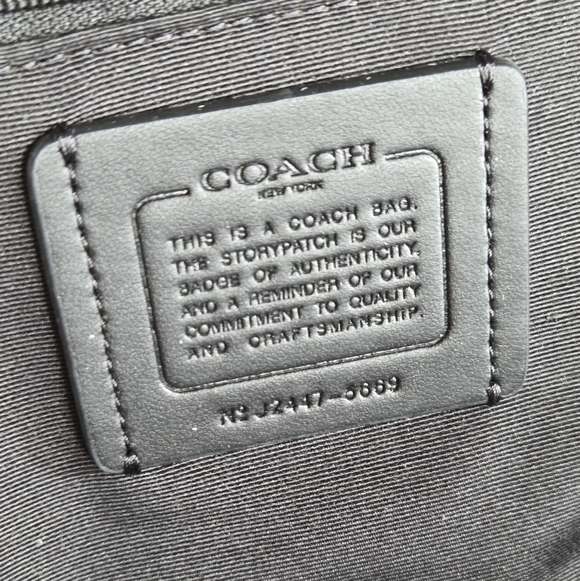 COACH
NEW YORK
THIS IS A COACH BAG.
THE STORYPATCH IS OUR
BADGE OF AUTHENTICITY,
AND A REMINDER OF OUR
COMMITMENT TO QUALITY
AND CRAFTSMANSHIP.
Nº J2447-5669